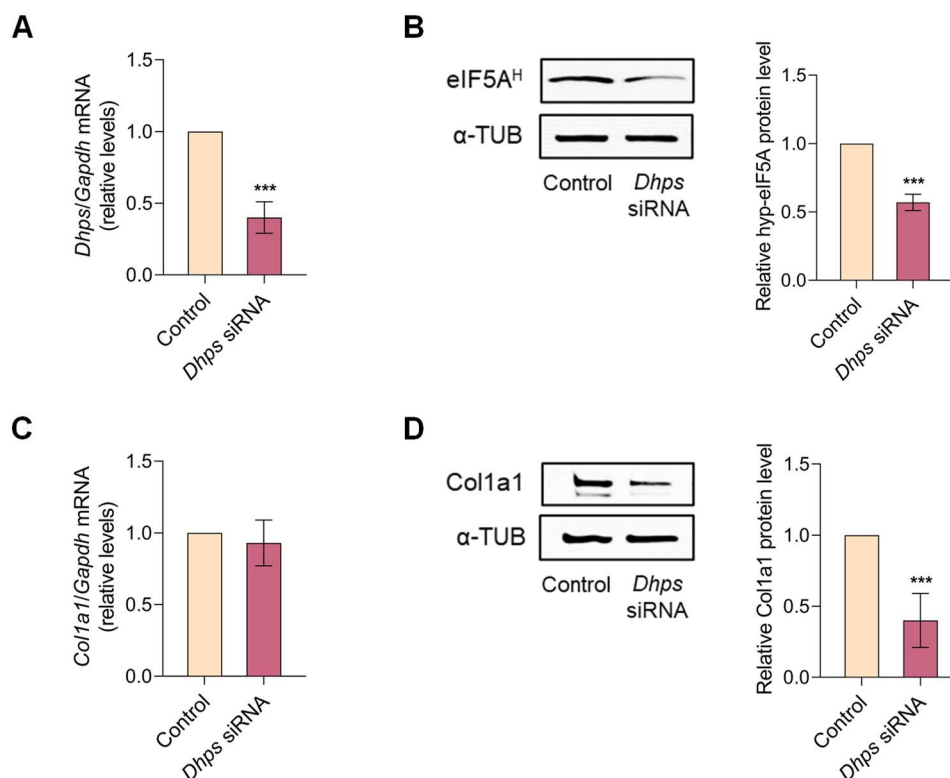 A
Dhps/Gapdh mRNA
(relative levels)
1.5
1.0
0.5
0.0
***
Control
Dhps siRNA
B
eIF5Aᴴ
α-TUB
Control
Dhps
siRNA
Relative hyp-eIF5A protein level
1.5
1.0
0.5
0.0
***
Control
Dhps siRNA
C
Col1a1/Gapdh mRNA
(relative levels)
1.5
1.0
0.5
0.0
Control
Dhps siRNA
D
Col1a1
α-TUB
Control
Dhps
siRNA
Relative Col1a1 protein level
1.5
1.0
0.5
0.0
***
Control
Dhps siRNA